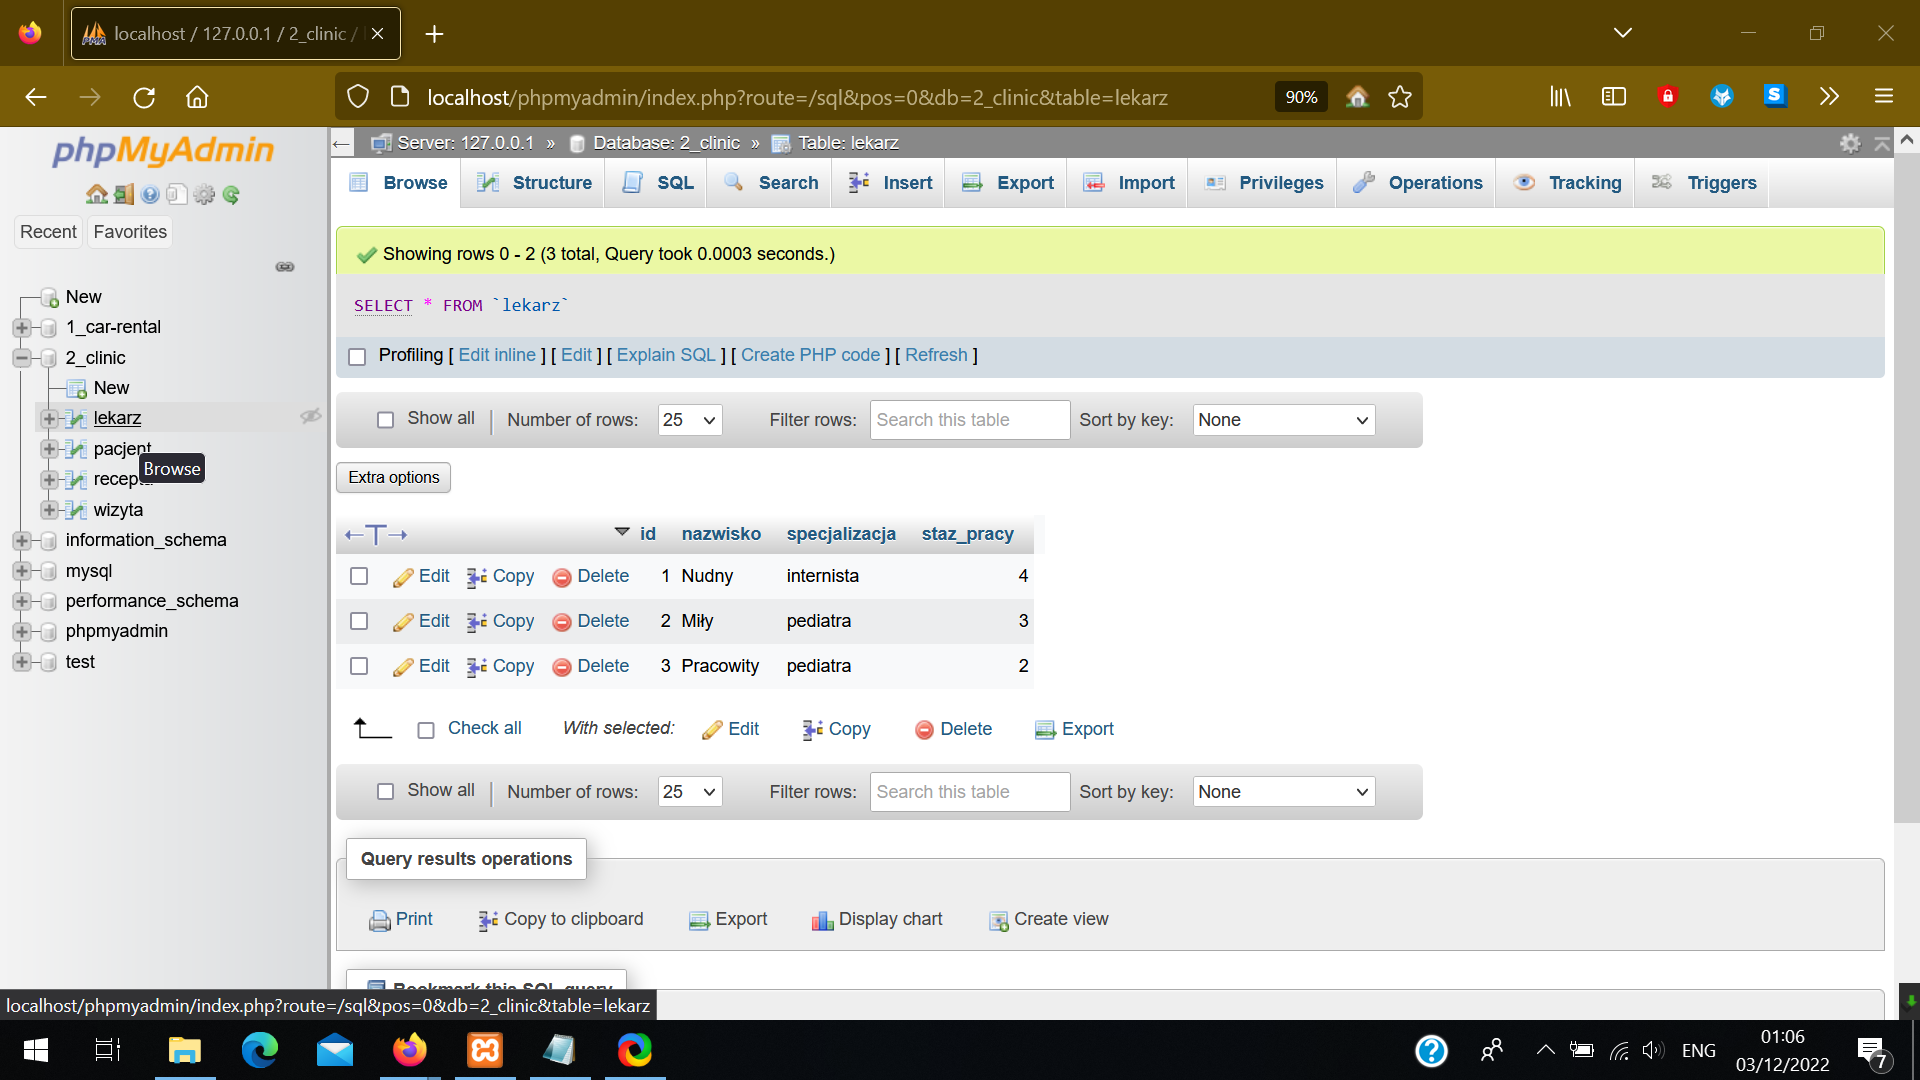 localhost / 127.0.0.1 / 2_clinic /
localhost/phpmyadmin/index.php?route=/sql&pos=0&db=2_clinic&table=lekarz
90%
phpMyAdmin
Recent
Favorites
New
1_car-rental
2_clinic
New
lekarz
pacjent
Browse
wizyta
information_schema
mysql
performance_schema
phpmyadmin
test
Server: 127.0.0.1 » Database: 2_clinic » Table: lekarz
Browse Structure SQL Search Insert Export Import Privileges Operations Tracking Triggers
Showing rows 0 - 2 (3 total, Query took 0.0003 seconds.)
SELECT * FROM `lekarz`
Profiling [ Edit inline ] [ Edit ] [ Explain SQL ] [ Create PHP code ] [ Refresh ]
Show all | Number of rows: 25 Filter rows: Search this table Sort by key: None
Extra options
←T→ id nazwisko specjalizacja staz_pracy
Edit Copy Delete 1 Nudny internista 4
Edit Copy Delete 2 Miły pediatra 3
Edit Copy Delete 3 Pracowity pediatra 2
Check all With selected: Edit Copy Delete Export
Show all | Number of rows: 25 Filter rows: Search this table Sort by key: None
Query results operations
Print Copy to clipboard Export Display chart Create view
Bookmark this SQL query
localhost/phpmyadmin/index.php?route=/sql&pos=0&db=2_clinic&table=lekarz
ENG
01:06
03/12/2022
7